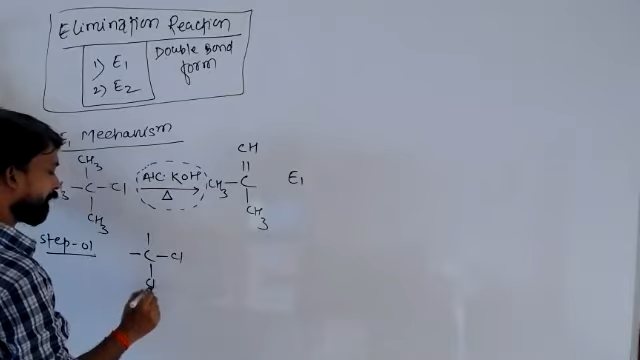 Elimination Reaction
1) E1
2) E2
Double Bond
form
E1 Mechanism
CH3
C-Cl
CH3
Alc. KOH
Δ
CH
CH3-C
CH3
E1
Step-01
-C-Cl